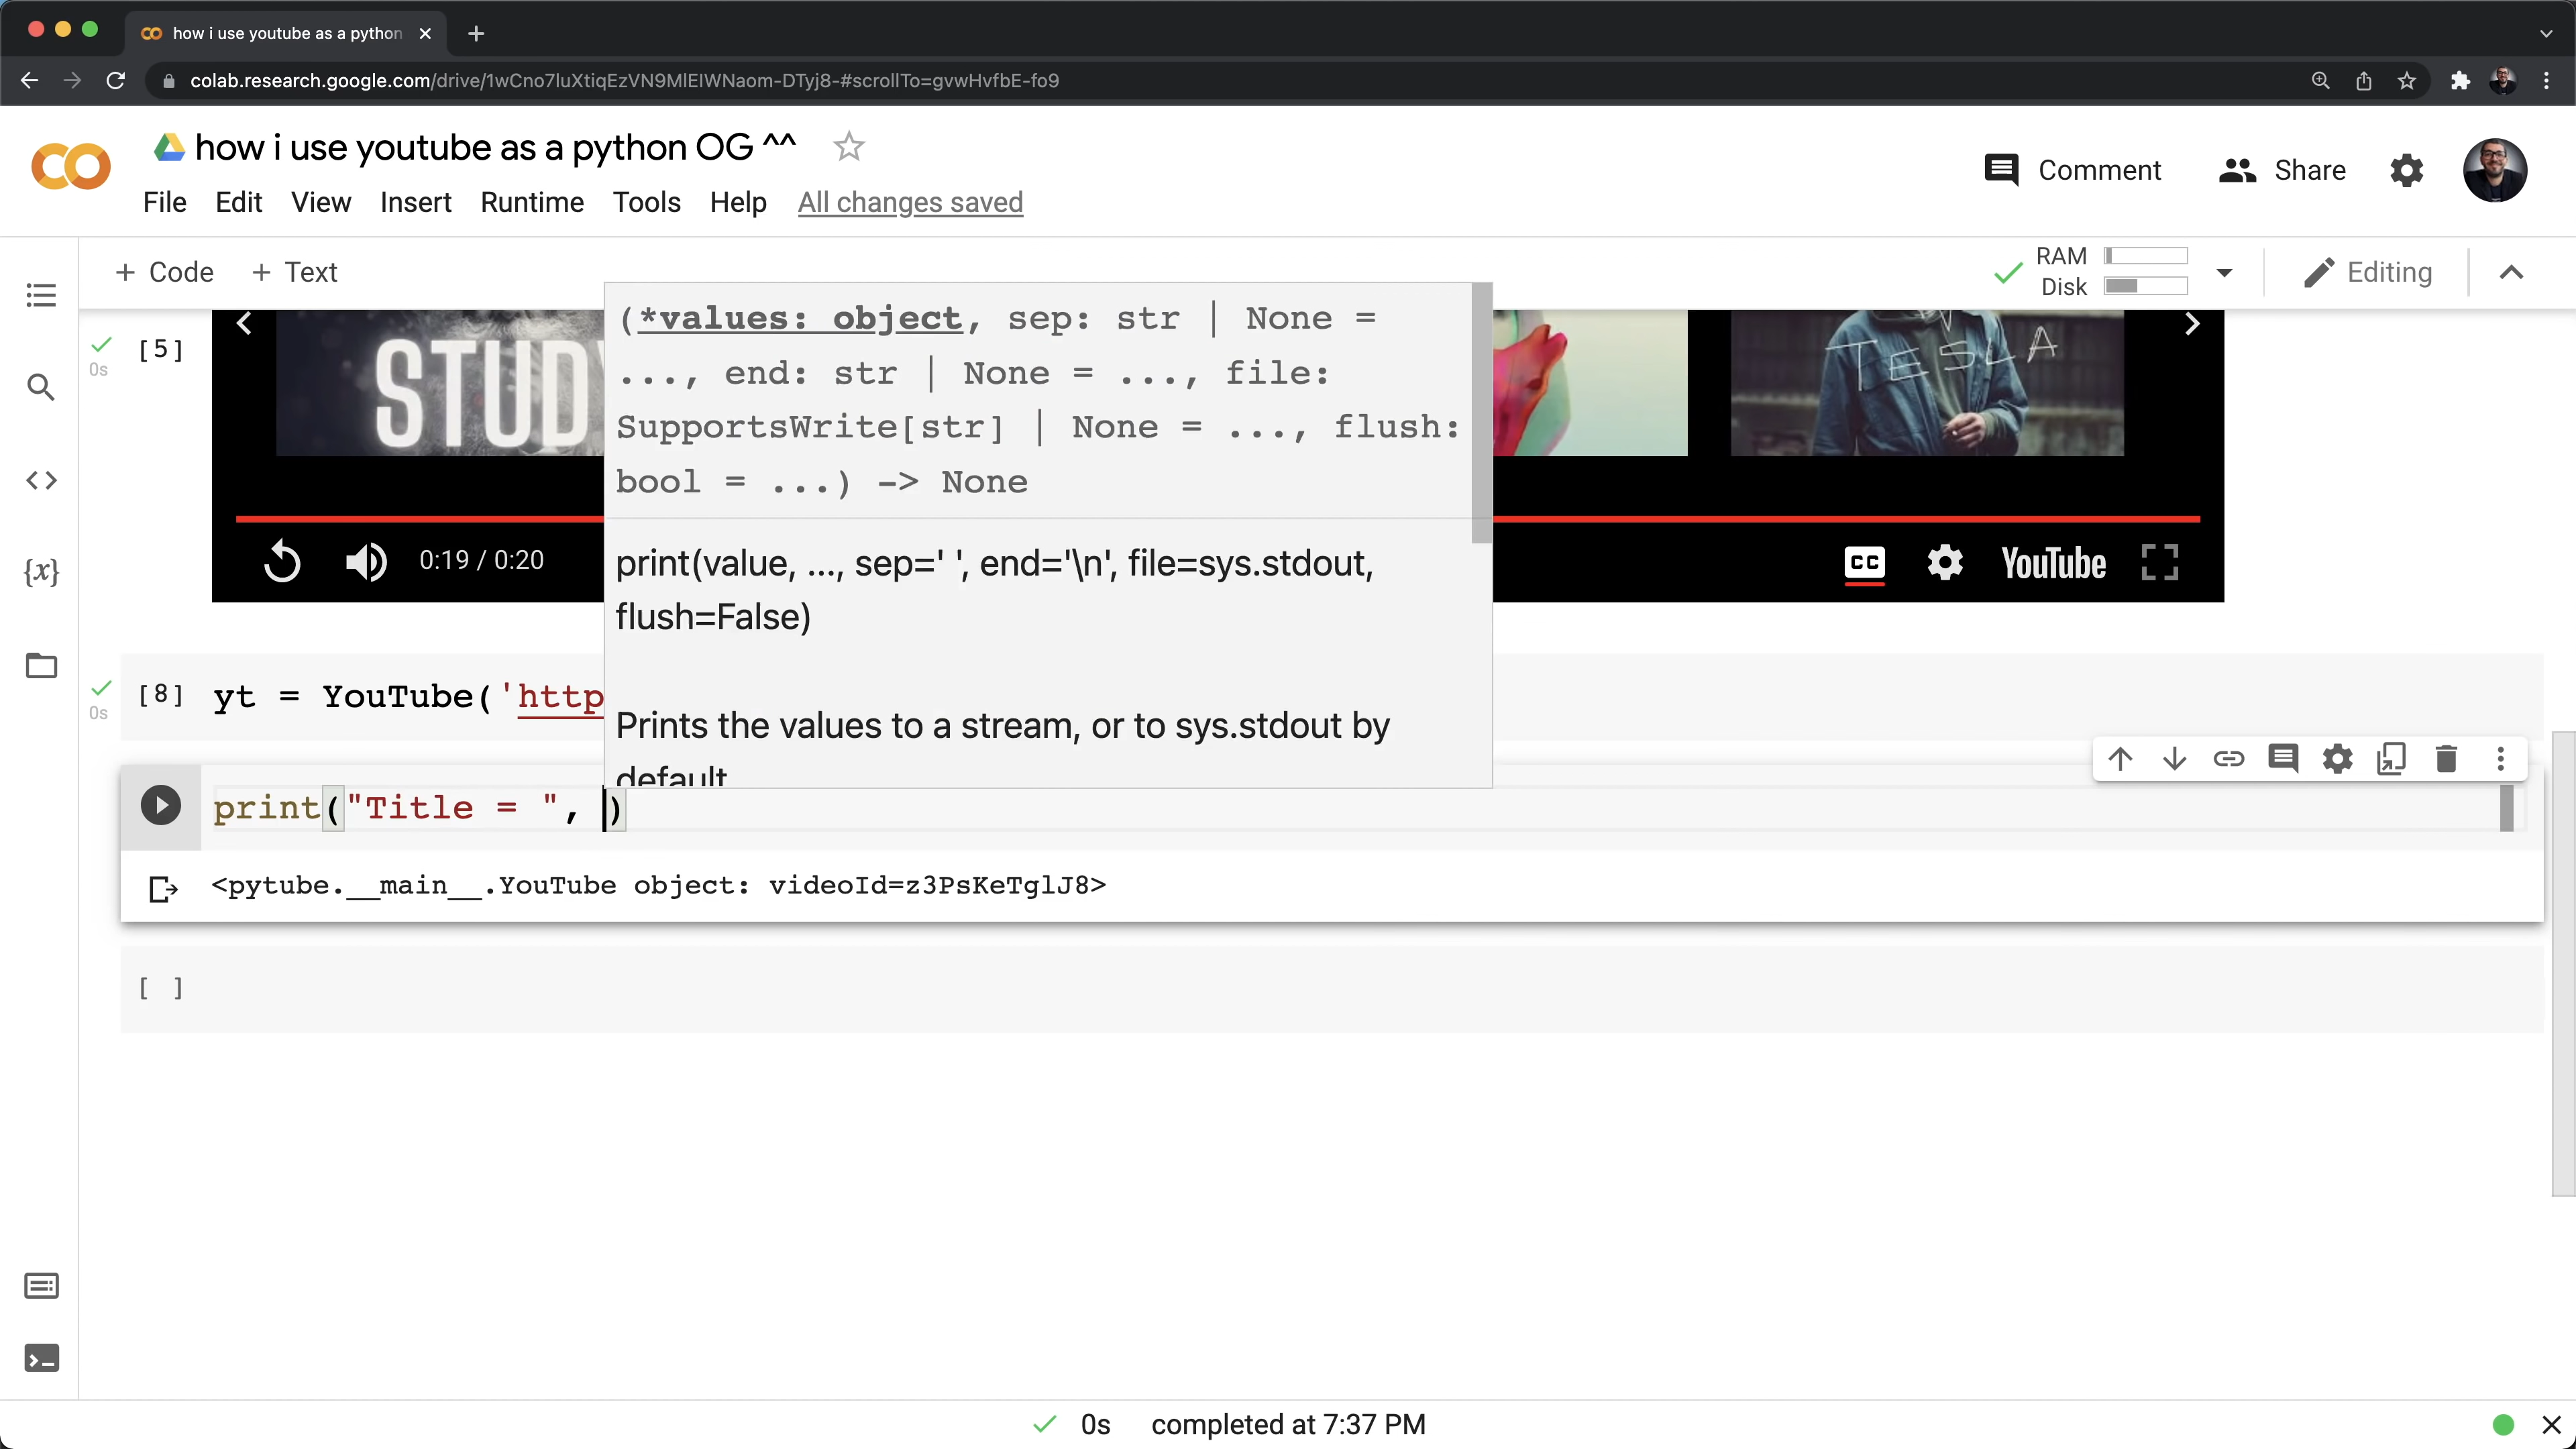 how i use youtube as a python
colab.research.google.com/drive/1wCno7luXtiqEzVN9MlElWNaom-DTyj8-#scrollTo=gvwHvfbE-fo9
how i use youtube as a python OG ^^
Comment
Share
File Edit View Insert Runtime Tools Help All changes saved
+ Code + Text
RAM
Disk
Editing
[5]
0s
STUDY
TESLA
(*values: object, sep: str | None =
..., end: str | None = ..., file:
SupportsWrite[str] | None = ..., flush:
bool = ...) -> None
0:19 / 0:20
CC
YouTube
print(value, ..., sep=' ', end='\n', file=sys.stdout,
flush=False)
Prints the values to a stream, or to sys.stdout by
default
[8] yt = YouTube('http
0s
print("Title = ", )
<pytube.__main__.YouTube object: videoId=z3PsKeTglJ8>
[ ]
{x}
0s completed at 7:37 PM